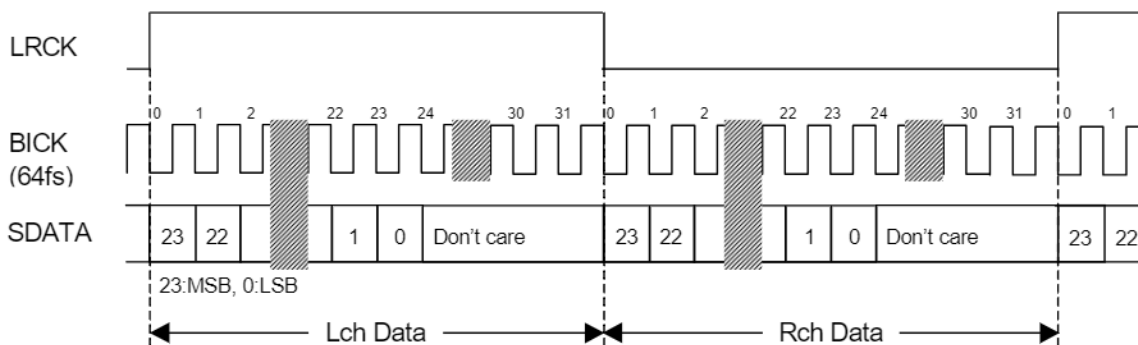 LRCK
0 1 2 22 23 24 30 31 0 1 2 22 23 24 30 31 0 1
BICK
(64fs)
SDATA 23 22 1 0 Don't care 23 22 1 0 Don't care 23 22
23:MSB, 0:LSB
Lch Data Rch Data